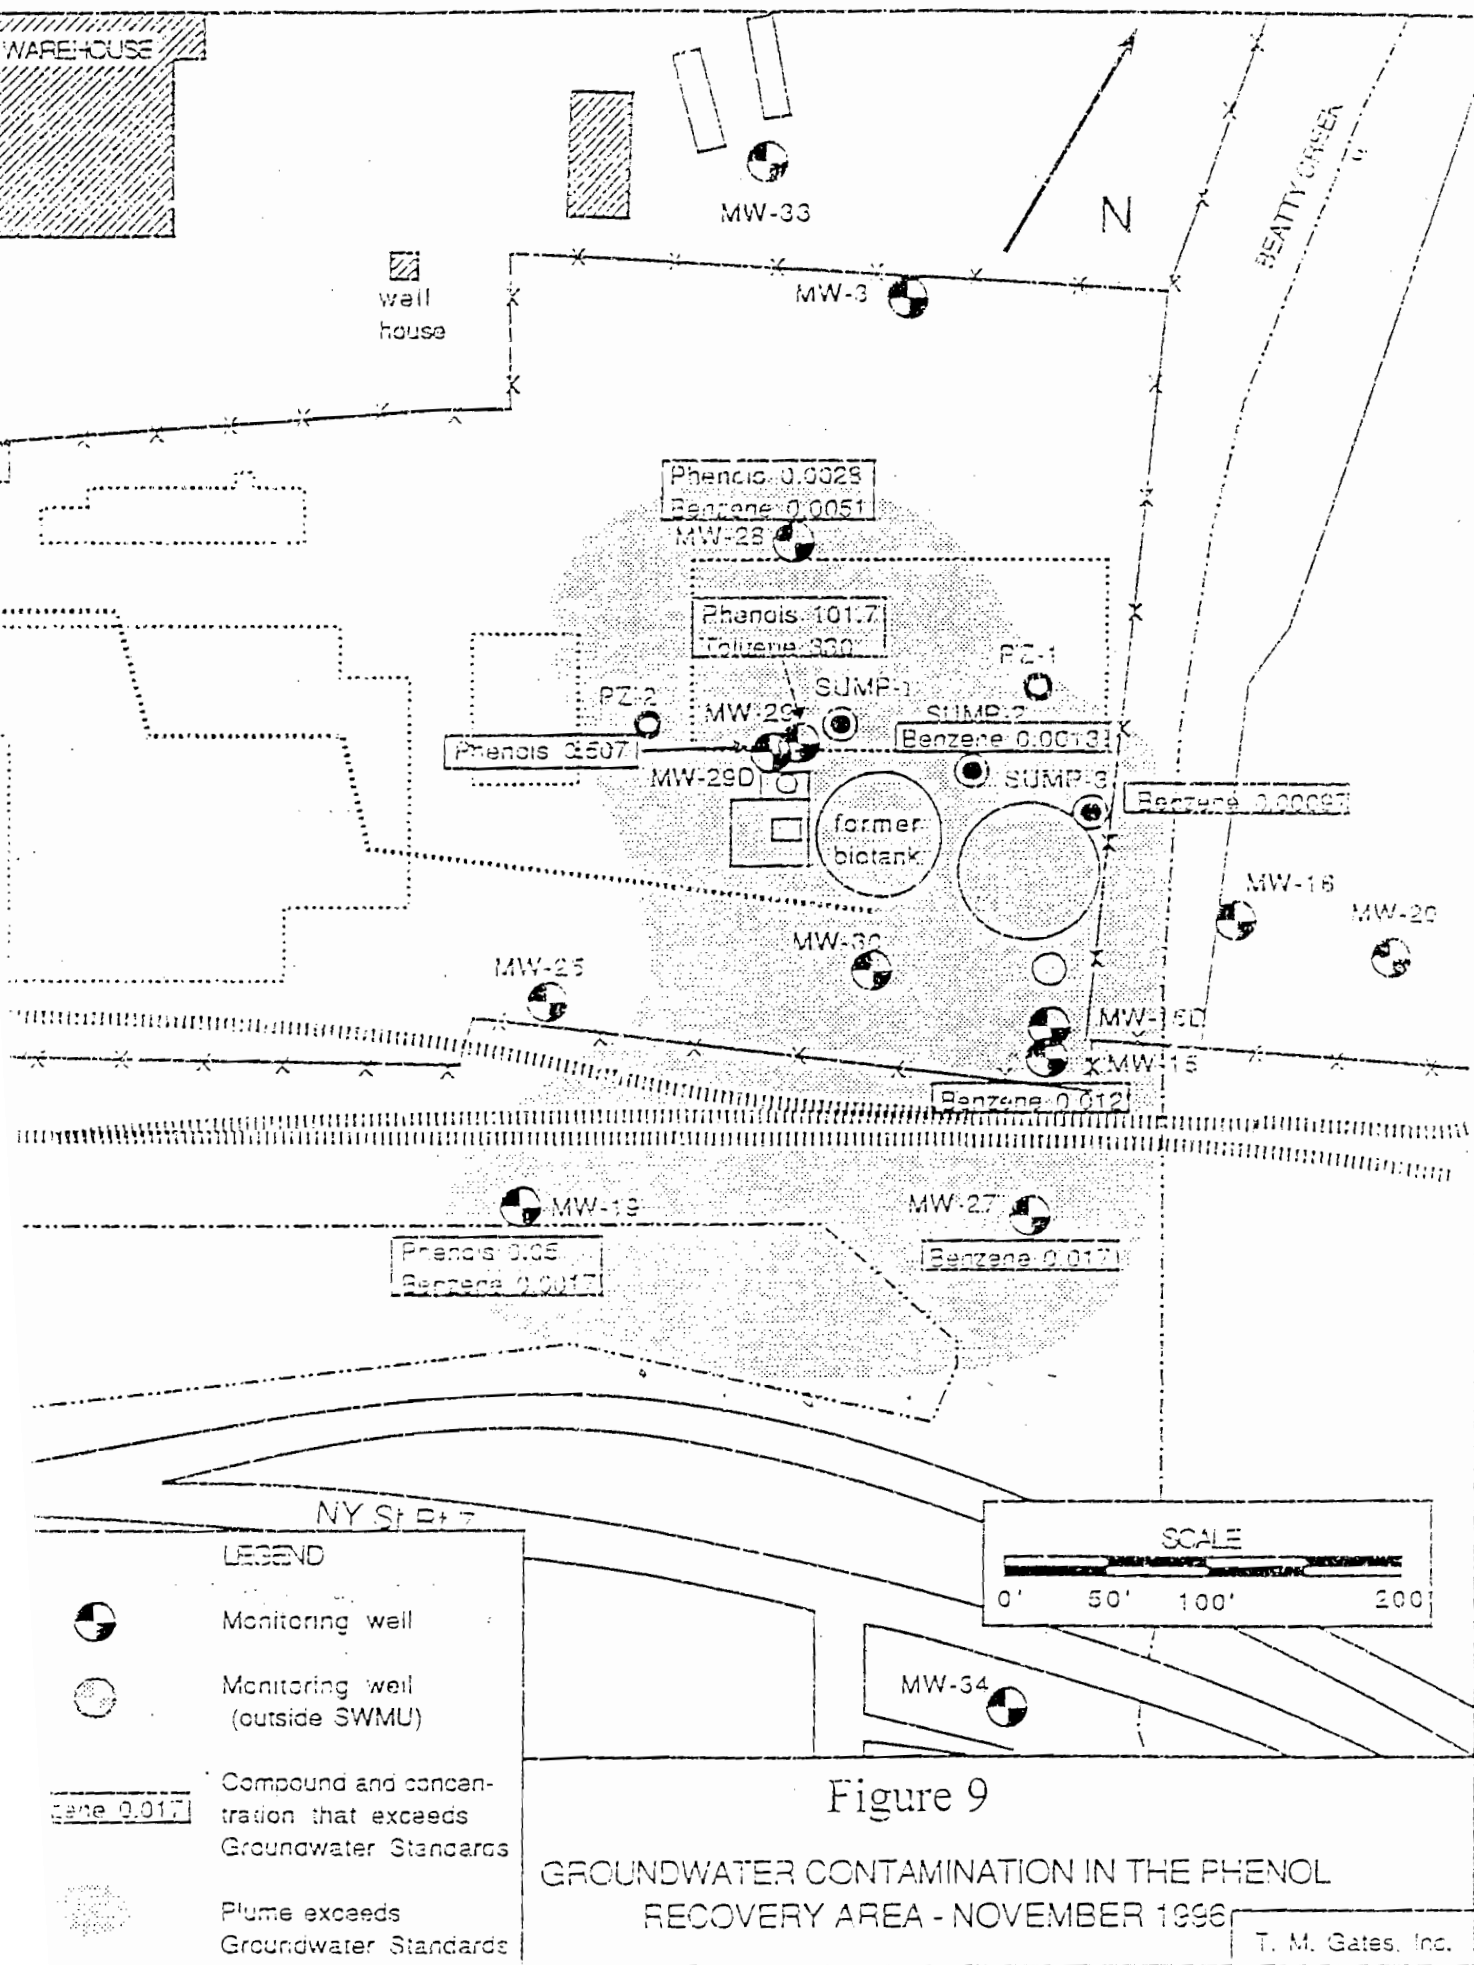 WAREHOUSE
MW-33
N
BEATTY CREEK
MW-3
well
house
Phenols 0.0028
Benzene 0.0051
MW-28
Phenols 101.7
Toluene 330
PZ-1
PZ-2
SUMP-1
MW-29
SUMP-2
Benzene 0.0013
Phenols 0.507
MW-29D
SUMP-3
Benzene 0.00097
former
biotank
MW-16
MW-20
MW-30
MW-25
MW-15D
MW-15
Benzene 0.012
MW-19
MW-27
Phenols 0.05
Benzene 0.0017
Benzene 0.017
NY St Rt 7
SCALE
0' 50' 100' 200'
LEGEND
Monitoring well
Monitoring well
(outside SWMU)
MW-34
Compound and concen-
zene 0.017
tration that exceeds
Groundwater Standards
Plume exceeds
Groundwater Standards
Figure 9
GROUNDWATER CONTAMINATION IN THE PHENOL
RECOVERY AREA - NOVEMBER 1996
T. M. Gates, Inc.